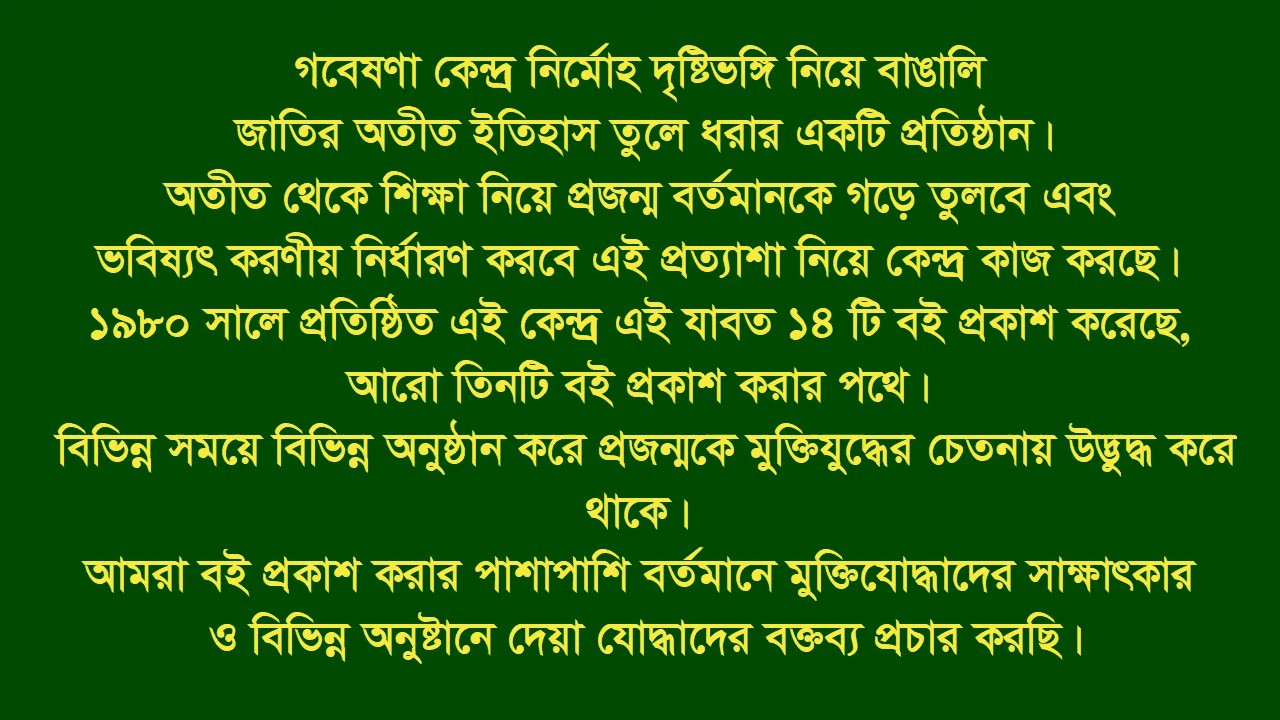 গবেষণা কেন্দ্র নির্মোহ দৃষ্টিভঙ্গি নিয়ে বাঙালি
জাতির অতীত ইতিহাস তুলে ধরার একটি প্রতিষ্ঠান।
অতীত থেকে শিক্ষা নিয়ে প্রজন্ম বর্তমানকে গড়ে তুলবে এবং
ভবিষ্যৎ করণীয় নির্ধারণ করবে এই প্রত্যাশা নিয়ে কেন্দ্র কাজ করছে।
১৯৮০ সালে প্রতিষ্ঠিত এই কেন্দ্র এই যাবত ১৪ টি বই প্রকাশ করেছে,
আরো তিনটি বই প্রকাশ করার পথে।
বিভিন্ন সময়ে বিভিন্ন অনুষ্ঠান করে প্রজন্মকে মুক্তিযুদ্ধের চেতনায় উদ্ভুদ্ধ করে
থাকে।
আমরা বই প্রকাশ করার পাশাপাশি বর্তমানে মুক্তিযোদ্ধাদের সাক্ষাৎকার
ও বিভিন্ন অনুষ্টানে দেয়া যোদ্ধাদের বক্তব্য প্রচার করছি।